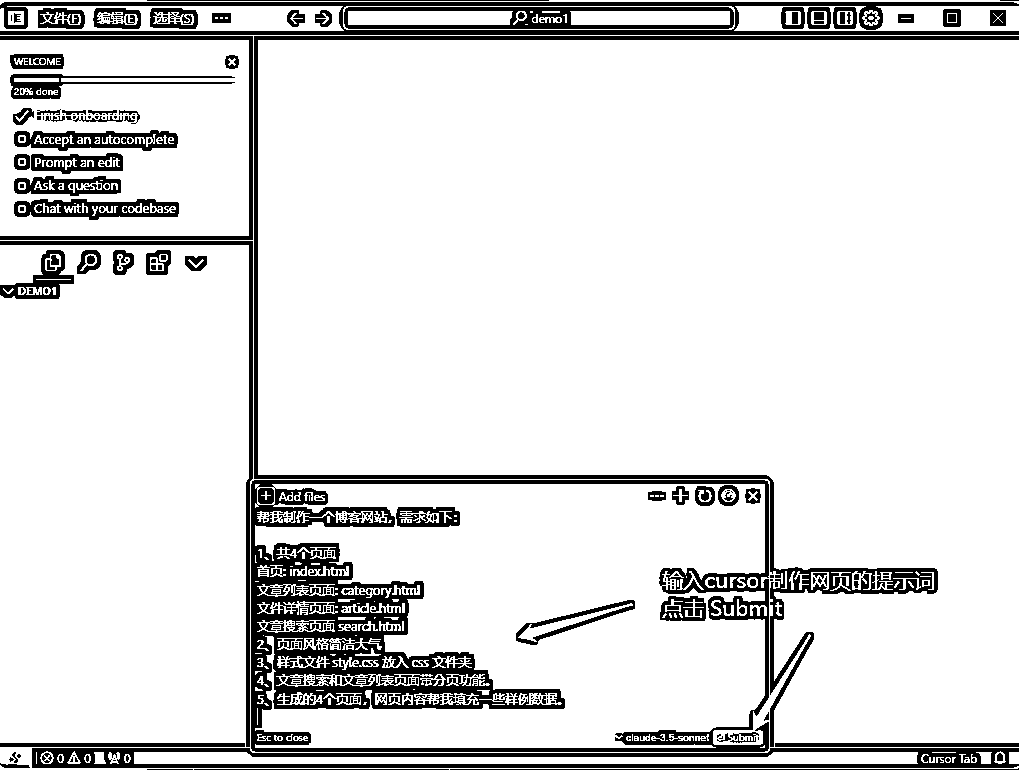 文件(F) 编辑(E) 选择(S) ··· demo1
WELCOME
20% done
Finish onboarding
Accept an autocomplete
Prompt an edit
Ask a question
Chat with your codebase
DEMO1
Add files
帮我制作一个博客网站，需求如下：
1、共4个页面
首页: index.html
文章列表页面: category.html
文件详情页面: article.html
文章搜索页面 search.html
2、页面风格简洁大气
3、样式文件 style.css 放入 css 文件夹
4、文章搜索和文章列表页面带分页功能。
5、生成的4个页面，网页内容帮我填充一些样例数据。
输入cursor制作网页的提示词
点击 Submit
Esc to close
claude-3.5-sonnet Submit
0 0 0 Cursor Tab